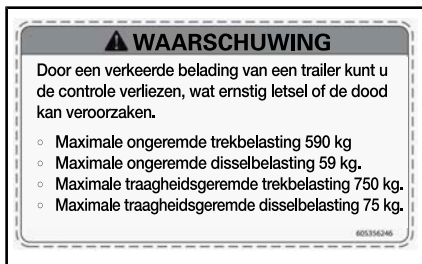 WAARSCHUWING
Door een verkeerde belading van een trailer kunt u
de controle verliezen, wat ernstig letsel of de dood
kan veroorzaken.
◦ Maximale ongeremde trekbelasting 590 kg
◦ Maximale ongeremde disselbelasting 59 kg.
◦ Maximale traagheidsgeremde trekbelasting 750 kg.
◦ Maximale traagheidsgeremde disselbelasting 75 kg.
605356246